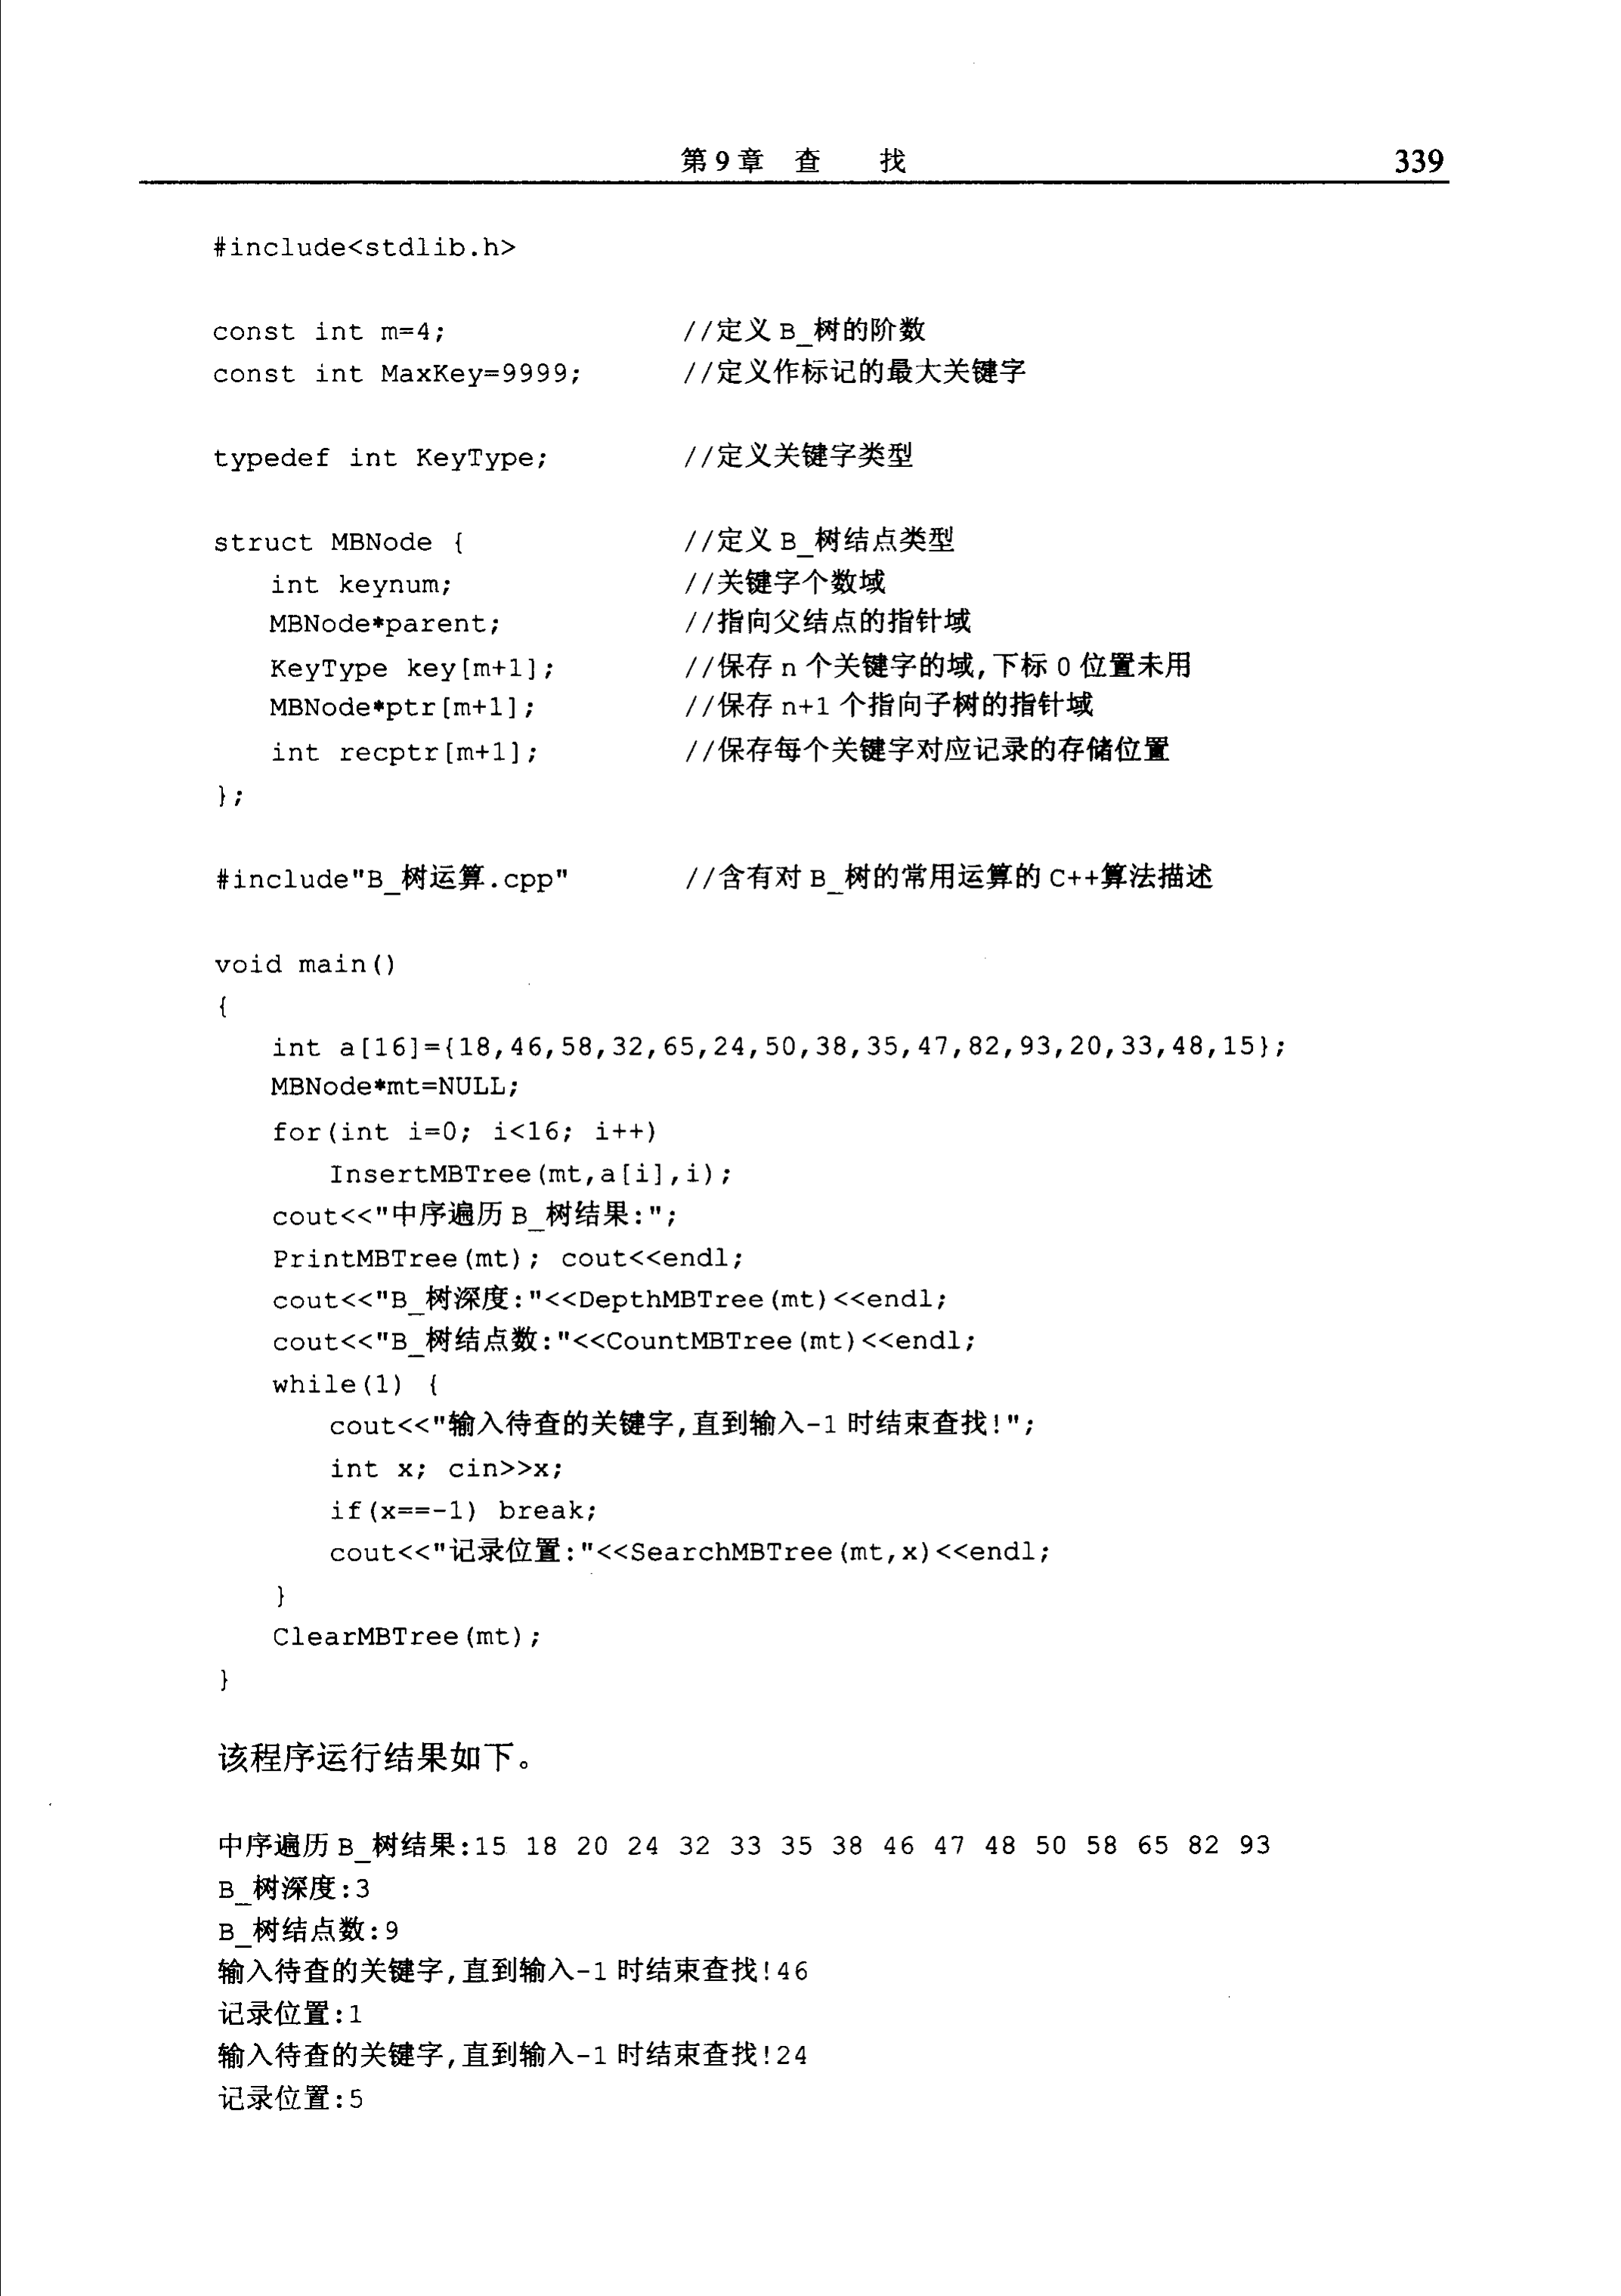 第9章 查 找 339
#include<stdlib.h>
const int m=4; //定义B_树的阶数
const int MaxKey=9999; //定义作标记的最大关键字
typedef int KeyType; //定义关键字类型
struct MBNode { //定义B_树结点类型
int keynum; //关键字个数域
MBNode*parent; //指向父结点的指针域
KeyType key[m+1]; //保存n个关键字的域,下标0位置未用
MBNode*ptr[m+1]; //保存n+1个指向子树的指针域
int recptr[m+1]; //保存每个关键字对应记录的存储位置
};
#include"B_树运算.cpp" //含有对B_树的常用运算的C++算法描述
void main()
{
int a[16]={18,46,58,32,65,24,50,38,35,47,82,93,20,33,48,15};
MBNode*mt=NULL;
for(int i=0; i<16; i++)
InsertMBTree(mt,a[i],i);
cout<<"中序遍历B_树结果:";
PrintMBTree(mt); cout<<endl;
cout<<"B_树深度:"<<DepthMBTree(mt)<<endl;
cout<<"B_树结点数:"<<CountMBTree(mt)<<endl;
while(1) {
cout<<"输入待查的关键字,直到输入-1时结束查找!";
int x; cin>>x;
if(x==-1) break;
cout<<"记录位置:"<<SearchMBTree(mt,x)<<endl;
}
ClearMBTree(mt);
}
该程序运行结果如下。
中序遍历B_树结果:15 18 20 24 32 33 35 38 46 47 48 50 58 65 82 93
B_树深度:3
B_树结点数:9
输入待查的关键字,直到输入-1时结束查找!46
记录位置:1
输入待查的关键字,直到输入-1时结束查找!24
记录位置:5